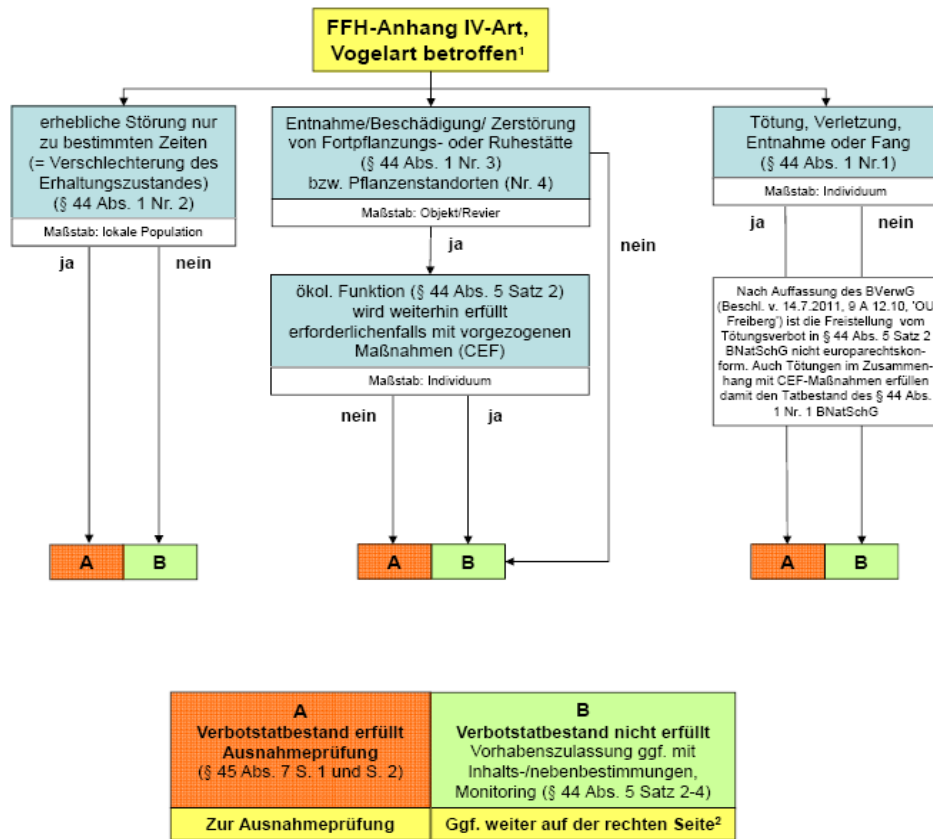 FFH-Anhang IV-Art,
Vogelart betroffen¹
erhebliche Störung nur
zu bestimmten Zeiten
(= Verschlechterung des
Erhaltungszustandes)
(§ 44 Abs. 1 Nr. 2)
Maßstab: lokale Population
ja
nein
Entnahme/Beschädigung/ Zerstörung
von Fortpflanzungs- oder Ruhestätte
(§ 44 Abs. 1 Nr. 3)
bzw. Pflanzenstandorten (Nr. 4)
Maßstab: Objekt/Revier
ja
nein
ökol. Funktion (§ 44 Abs. 5 Satz 2)
wird weiterhin erfüllt
erforderlichenfalls mit vorgezogenen
Maßnahmen (CEF)
Maßstab: Individuum
nein
ja
Tötung, Verletzung,
Entnahme oder Fang
(§ 44 Abs. 1 Nr.1)
Maßstab: Individuum
ja
nein
Nach Auffassung des BVerwG
(Beschl. v. 14.7.2011, 9 A 12.10, 'OU
Freiberg') ist die Freistellung vom
Tötungsverbot in § 44 Abs. 5 Satz 2
BNatSchG nicht europarechtskon-
form. Auch Tötungen im Zusammen-
hang mit CEF-Maßnahmen erfüllen
damit den Tatbestand des § 44 Abs.
1 Nr. 1 BNatSchG
A
B
A
B
A
B
A
Verbotstatbestand erfüllt
Ausnahmeprüfung
(§ 45 Abs. 7 S. 1 und S. 2)
Zur Ausnahmeprüfung
B
Verbotstatbestand nicht erfüllt
Vorhabenszulassung ggf. mit
Inhalts-/nebenbestimmungen,
Monitoring (§ 44 Abs. 5 Satz 2-4)
Ggf. weiter auf der rechten Seite²